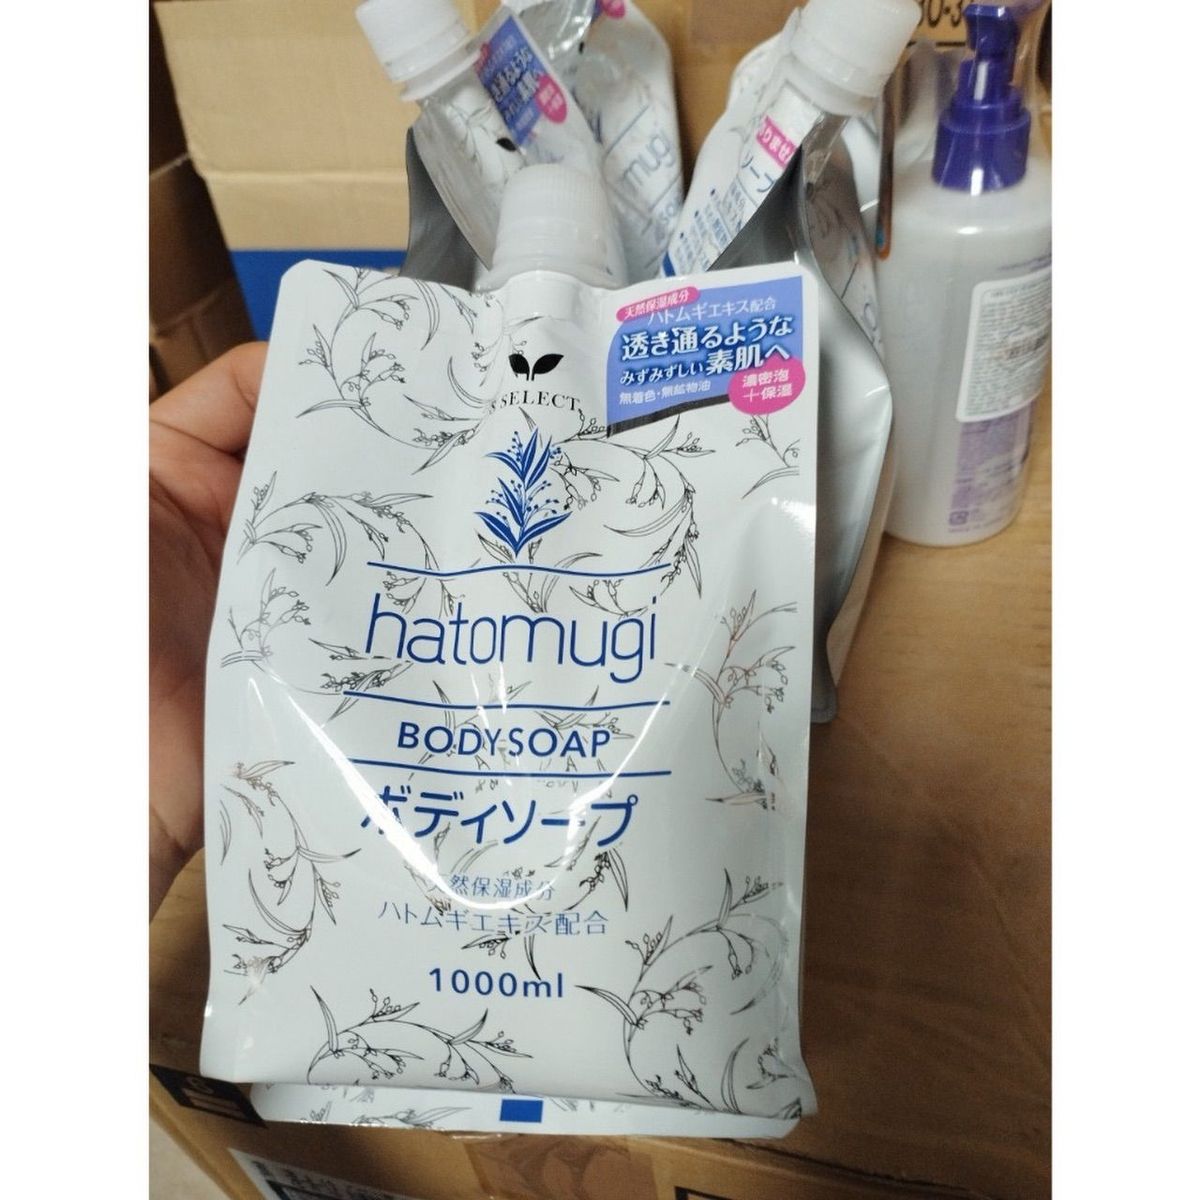 天然保湿成分
ハトムギエキス配合
透き通るような
みずみずしい素肌へ
無着色・無鉱物油
濃密泡
+保湿
SELECT
hatomugi
BODY SOAP
ボディソープ
天然保湿成分
ハトムギエキス配合
1000ml